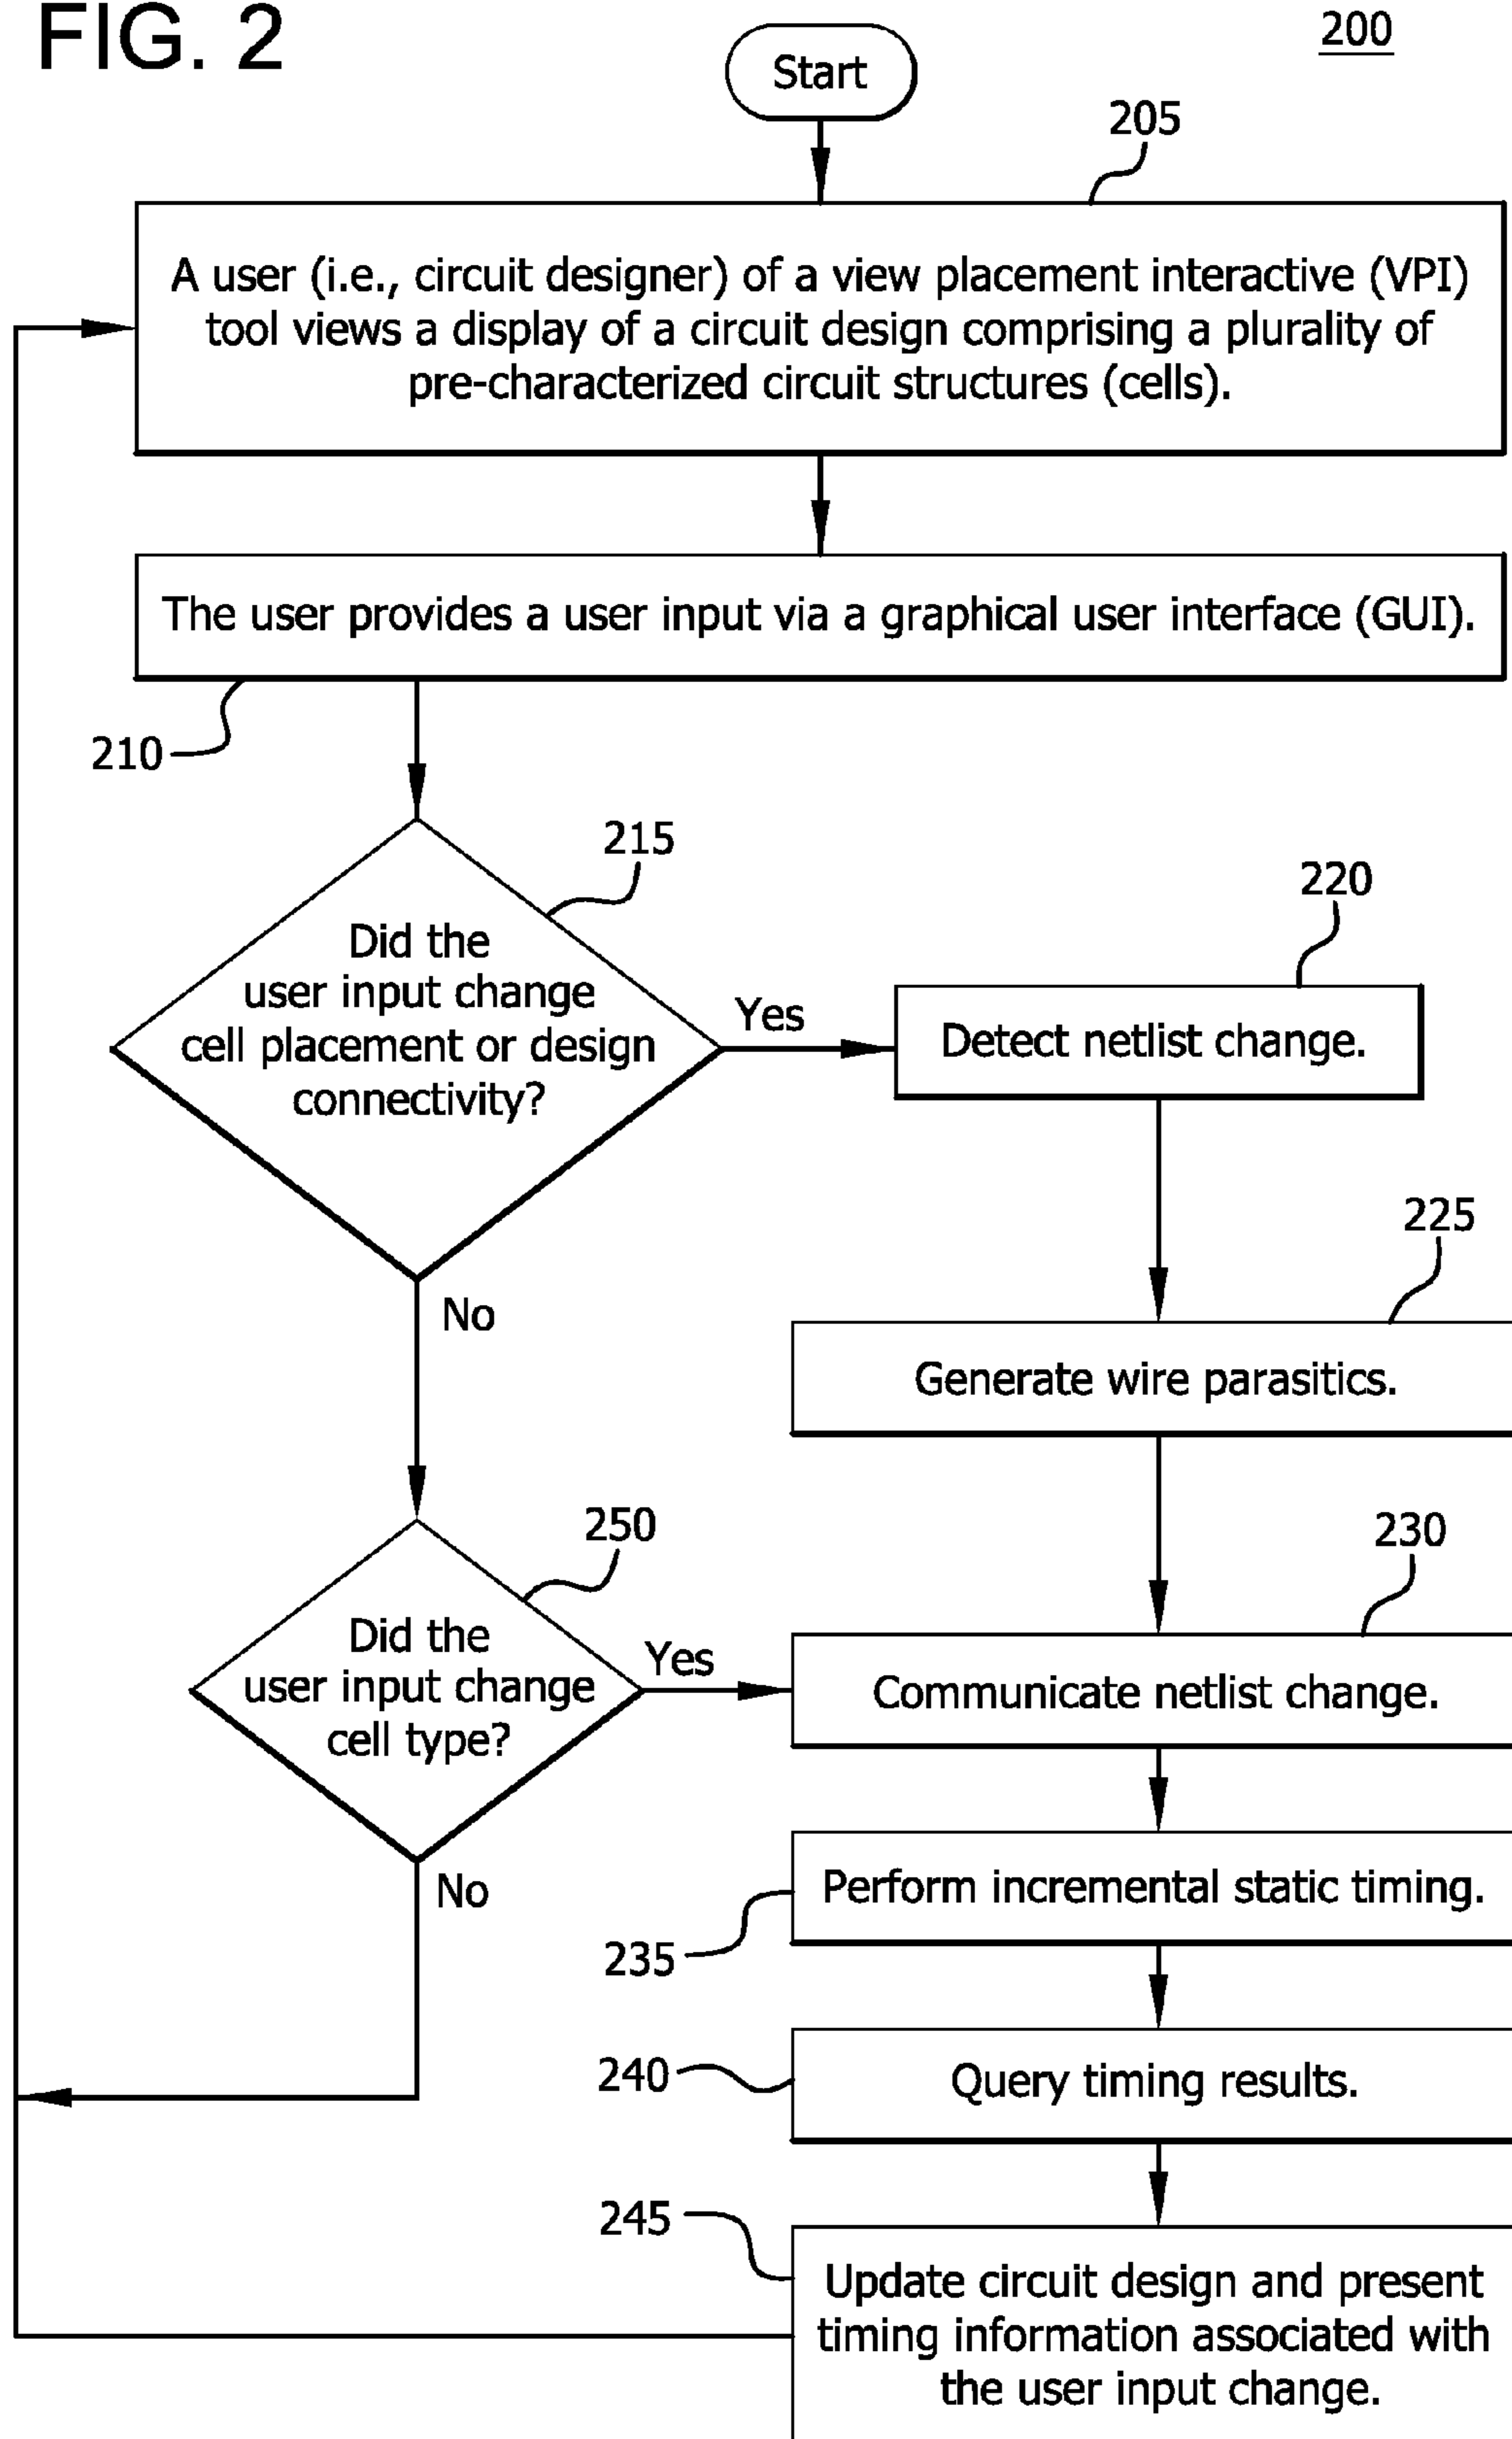 FIG. 2
200
Start
205
A user (i.e., circuit designer) of a view placement interactive (VPI)
tool views a display of a circuit design comprising a plurality of
pre-characterized circuit structures (cells).
The user provides a user input via a graphical user interface (GUI).
210
215
Did the
user input change
cell placement or design
connectivity?
Yes
220
Detect netlist change.
No
225
Generate wire parasitics.
250
Did the
user input change
cell type?
Yes
230
Communicate netlist change.
No
Perform incremental static timing.
235
240
Query timing results.
245
Update circuit design and present
timing information associated with
the user input change.